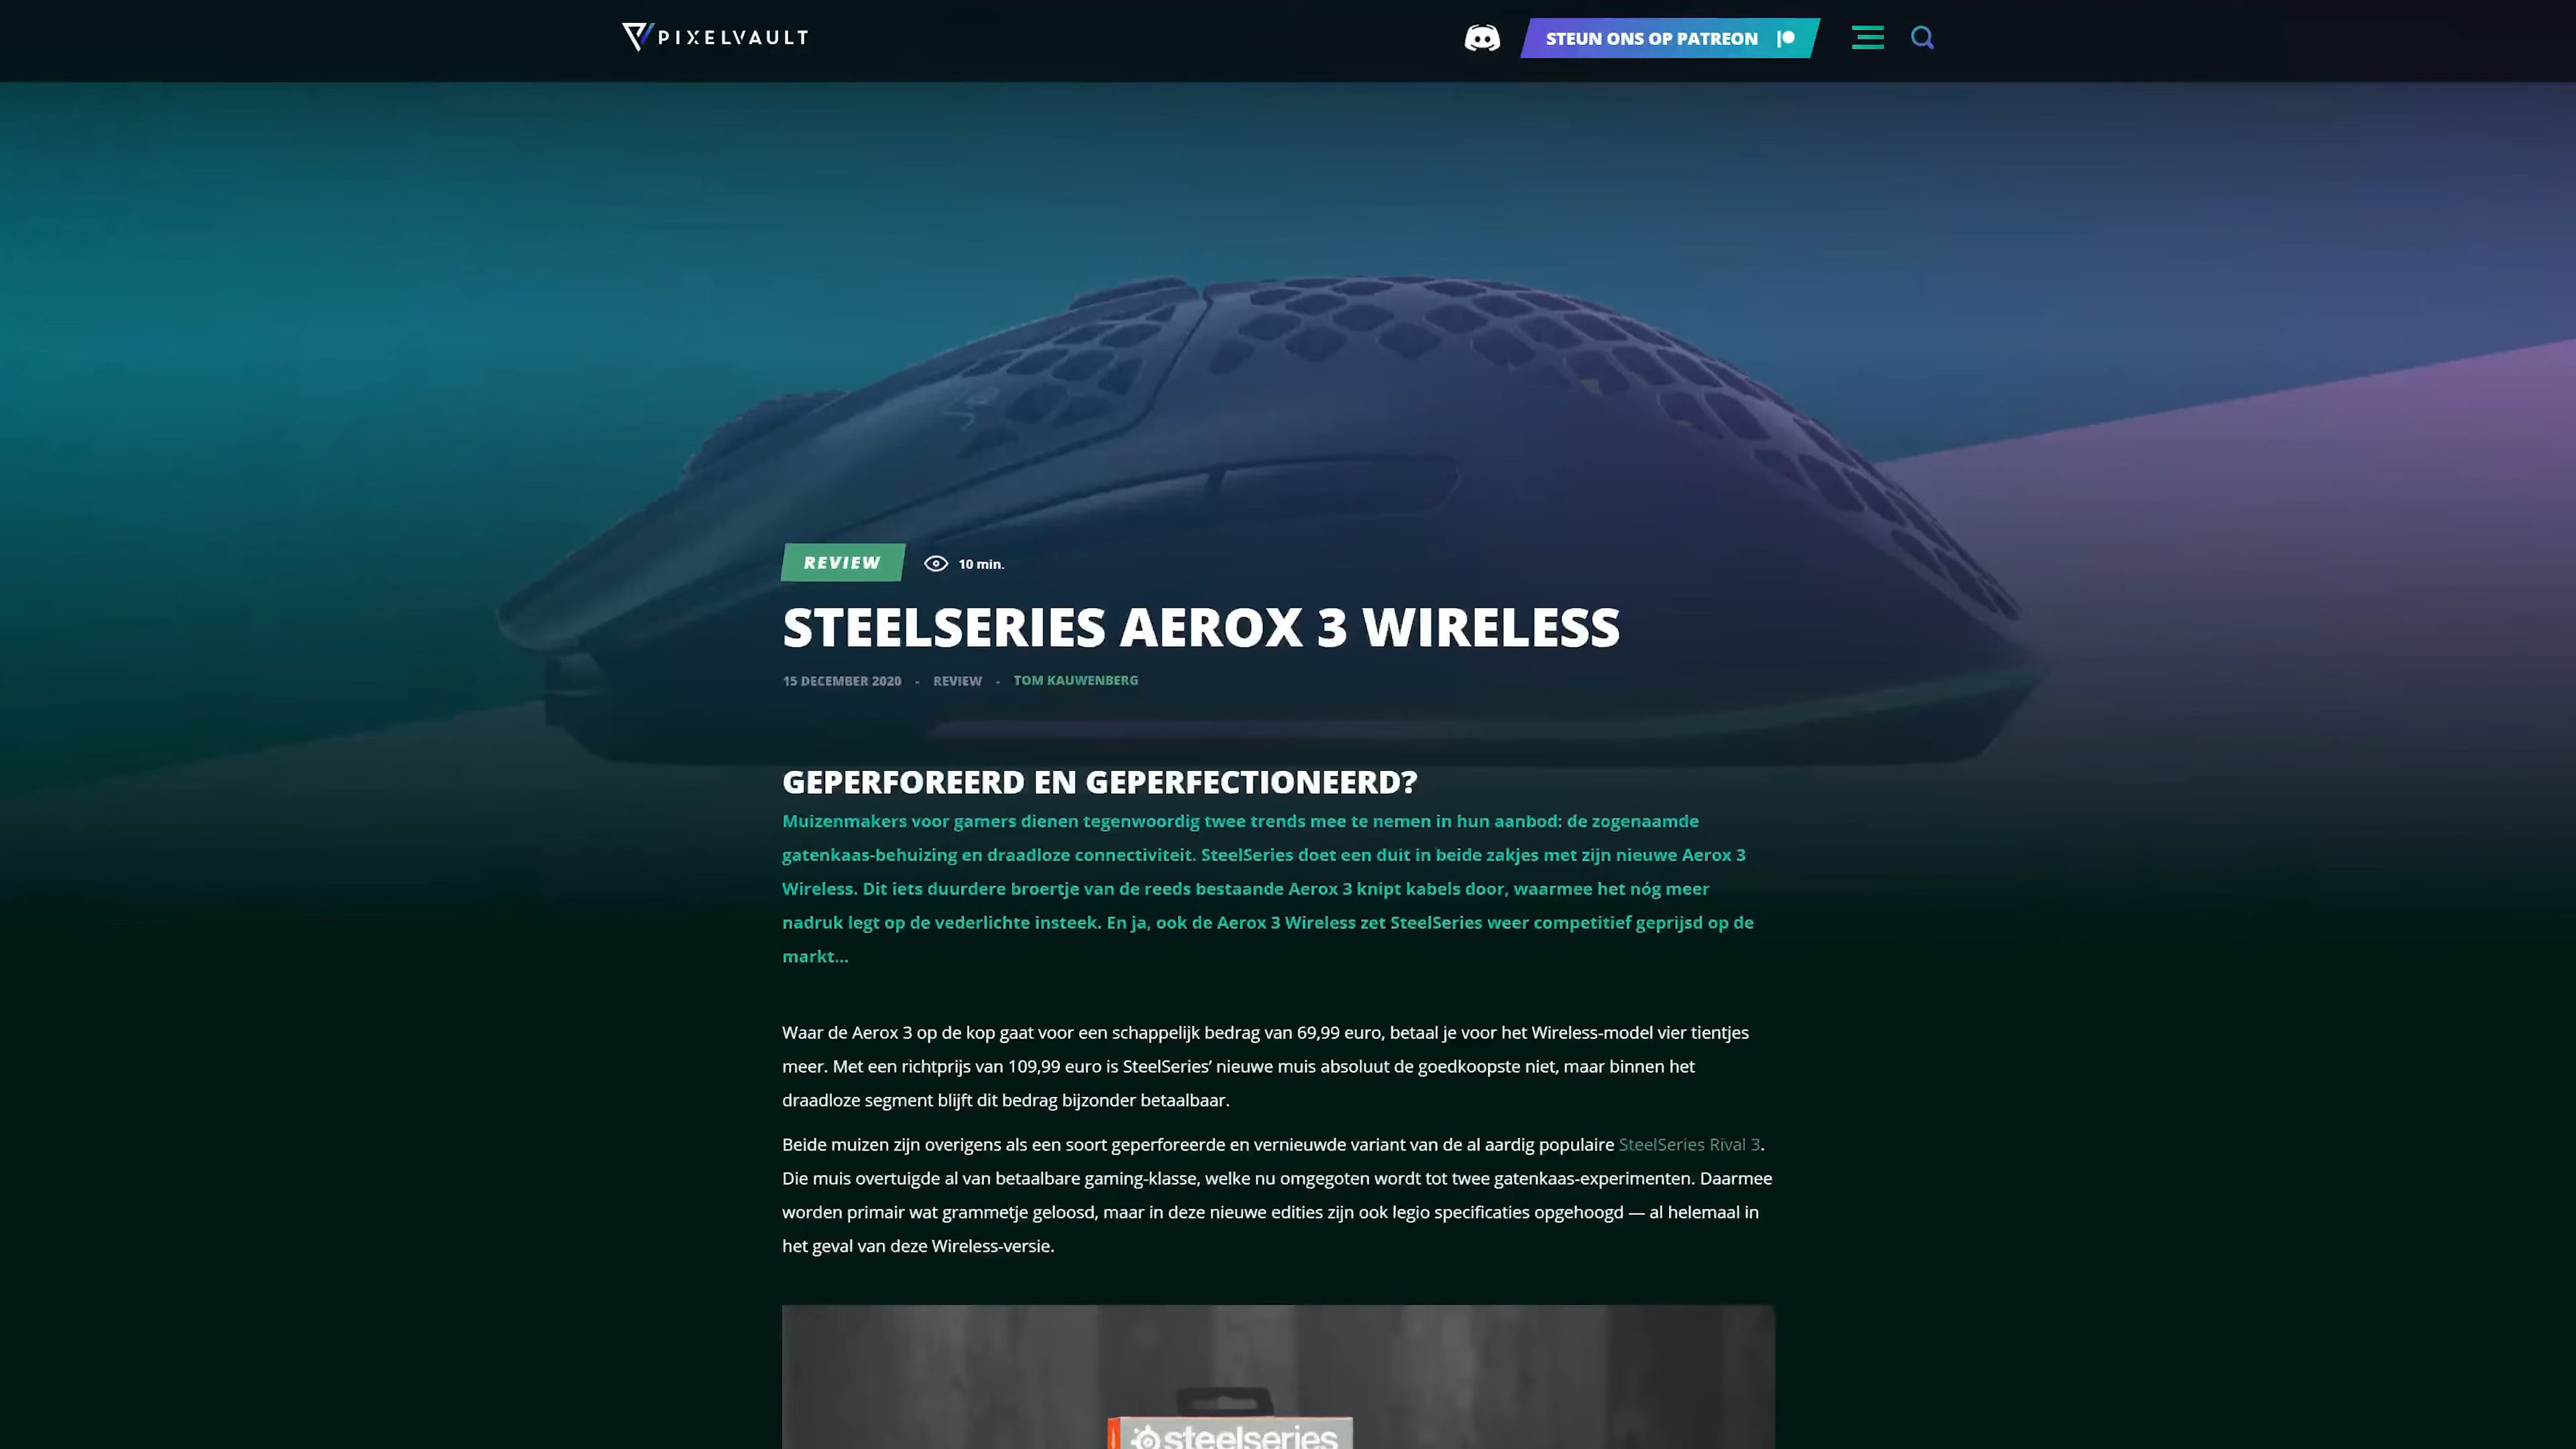 PIXELVAULT
STEUN ONS OP PATREON
REVIEW
10 min.
STEELSERIES AEROX 3 WIRELESS
15 DECEMBER 2020 - REVIEW - TOM KAUWENBERG
GEPERFOREERD EN GEPERFECTIONEERD?
Muizenmakers voor gamers dienen tegenwoordig twee trends mee te nemen in hun aanbod: de zogenaamde
gatenkaas-behuizing en draadloze connectiviteit. SteelSeries doet een duit in beide zakjes met zijn nieuwe Aerox 3
Wireless. Dit iets duurdere broertje van de reeds bestaande Aerox 3 knipt kabels door, waarmee het nóg meer
nadruk legt op de vederlichte insteek. En ja, ook de Aerox 3 Wireless zet SteelSeries weer competitief geprijsd op de
markt...
Waar de Aerox 3 op de kop gaat voor een schappelijk bedrag van 69,99 euro, betaal je voor het Wireless-model vier tientjes
meer. Met een richtprijs van 109,99 euro is SteelSeries’ nieuwe muis absoluut de goedkoopste niet, maar binnen het
draadloze segment blijft dit bedrag bijzonder betaalbaar.
Beide muizen zijn overigens als een soort geperforeerde en vernieuwde variant van de al aardig populaire SteelSeries Rival 3.
Die muis overtuigde al van betaalbare gaming-klasse, welke nu omgegoten wordt tot twee gatenkaas-experimenten. Daarmee
worden primair wat grammetje geloosd, maar in deze nieuwe edities zijn ook legio specificaties opgehoogd — al helemaal in
het geval van deze Wireless-versie.
steelseries